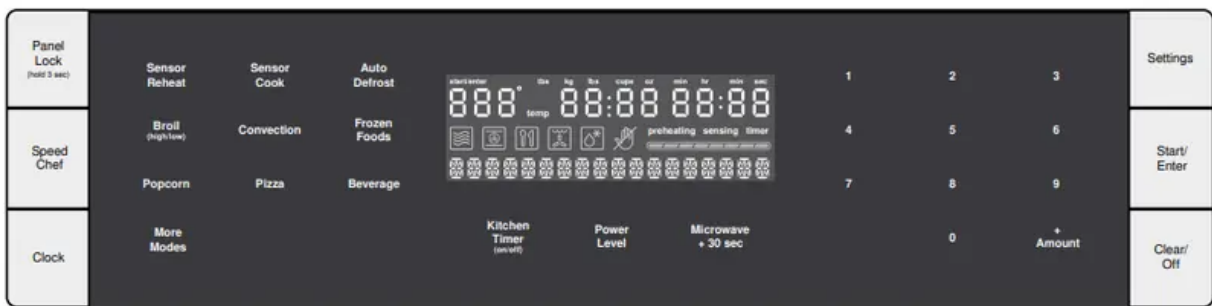 Panel
Lock
(hold 3 sec)
Speed
Chef
Clock
Sensor
Reheat
Sensor
Cook
Auto
Defrost
Broil
(high/low)
Convection
Frozen
Foods
Popcorn
Pizza
Beverage
More
Modes
start/enter lbs kg lbs cups oz min hr min sec
888° temp 88:88 88:88
preheating sensing timer
Kitchen
Timer
(on/off)
Power
Level
Microwave
+ 30 sec
1 2 3
4 5 6
7 8 9
0
+
Amount
Settings
Start/
Enter
Clear/
Off